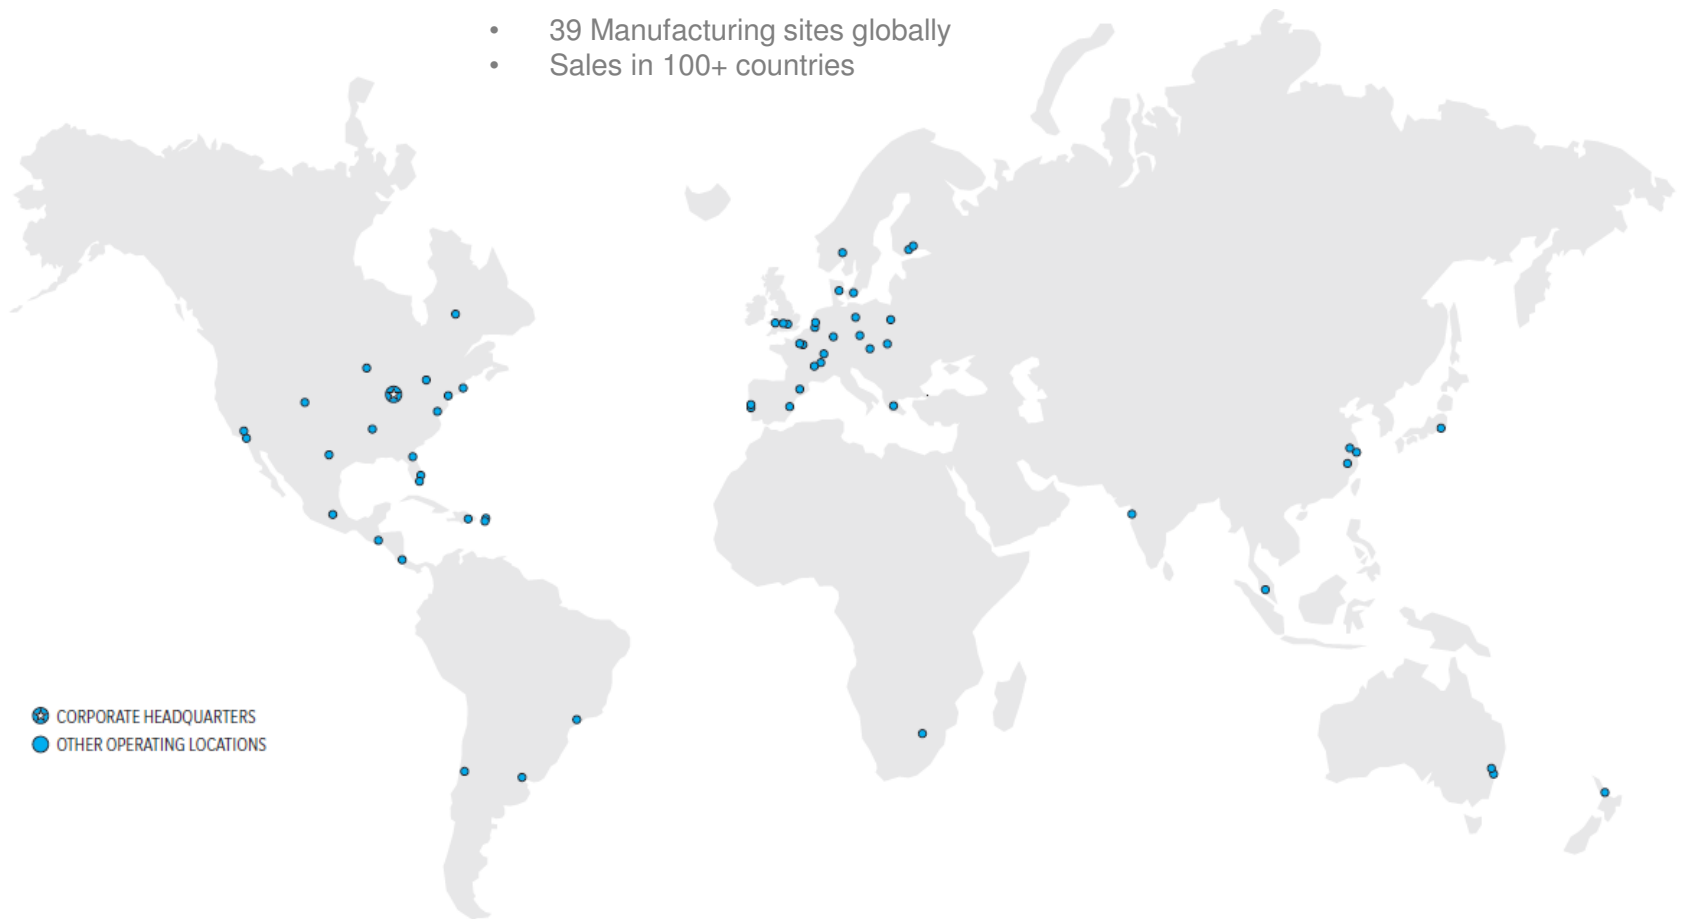 • 39 Manufacturing sites globally
• Sales in 100+ countries
CORPORATE HEADQUARTERS
OTHER OPERATING LOCATIONS